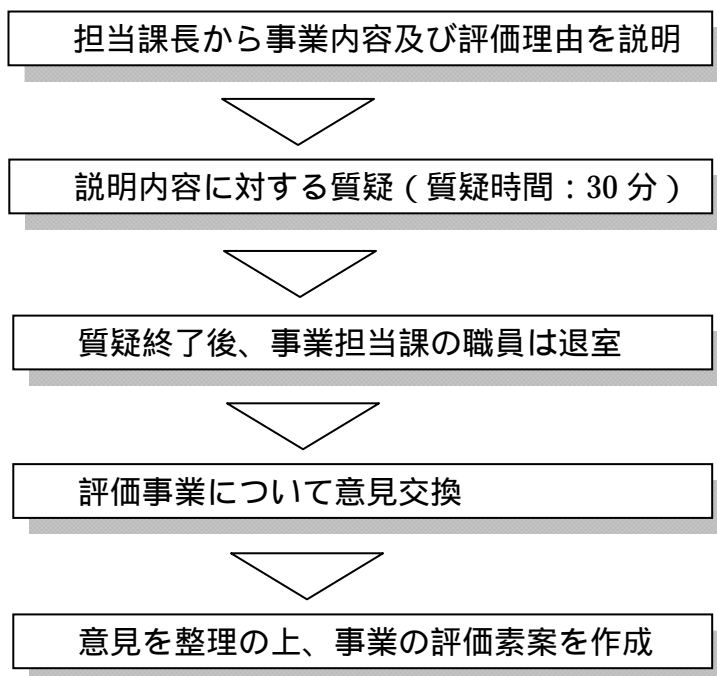 担当課長から事業内容及び評価理由を説明
説明内容に対する質疑（質疑時間：30 分）
質疑終了後、事業担当課の職員は退室
評価事業について意見交換
意見を整理の上、事業の評価素案を作成